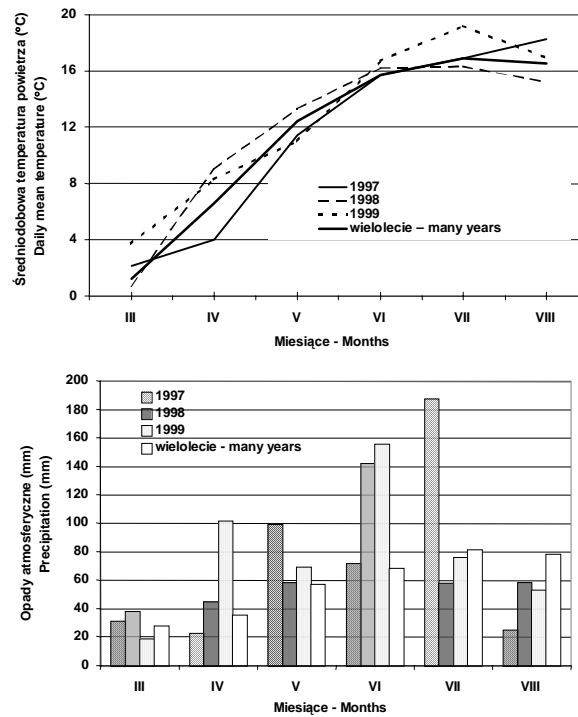 Średniodobowa temperatura powietrza (ºC)
Daily mean temperature (ºC)
20
16
12
8
4
0
1997
1998
1999
wielolecie – many years
III IV V VI VII VIII
Miesiące - Months
Opady atmosferyczne (mm)
Precipitation (mm)
200
180
160
140
120
100
80
60
40
20
0
1997
1998
1999
wielolecie - many years
III IV V VI VII VIII
Miesiące - Months